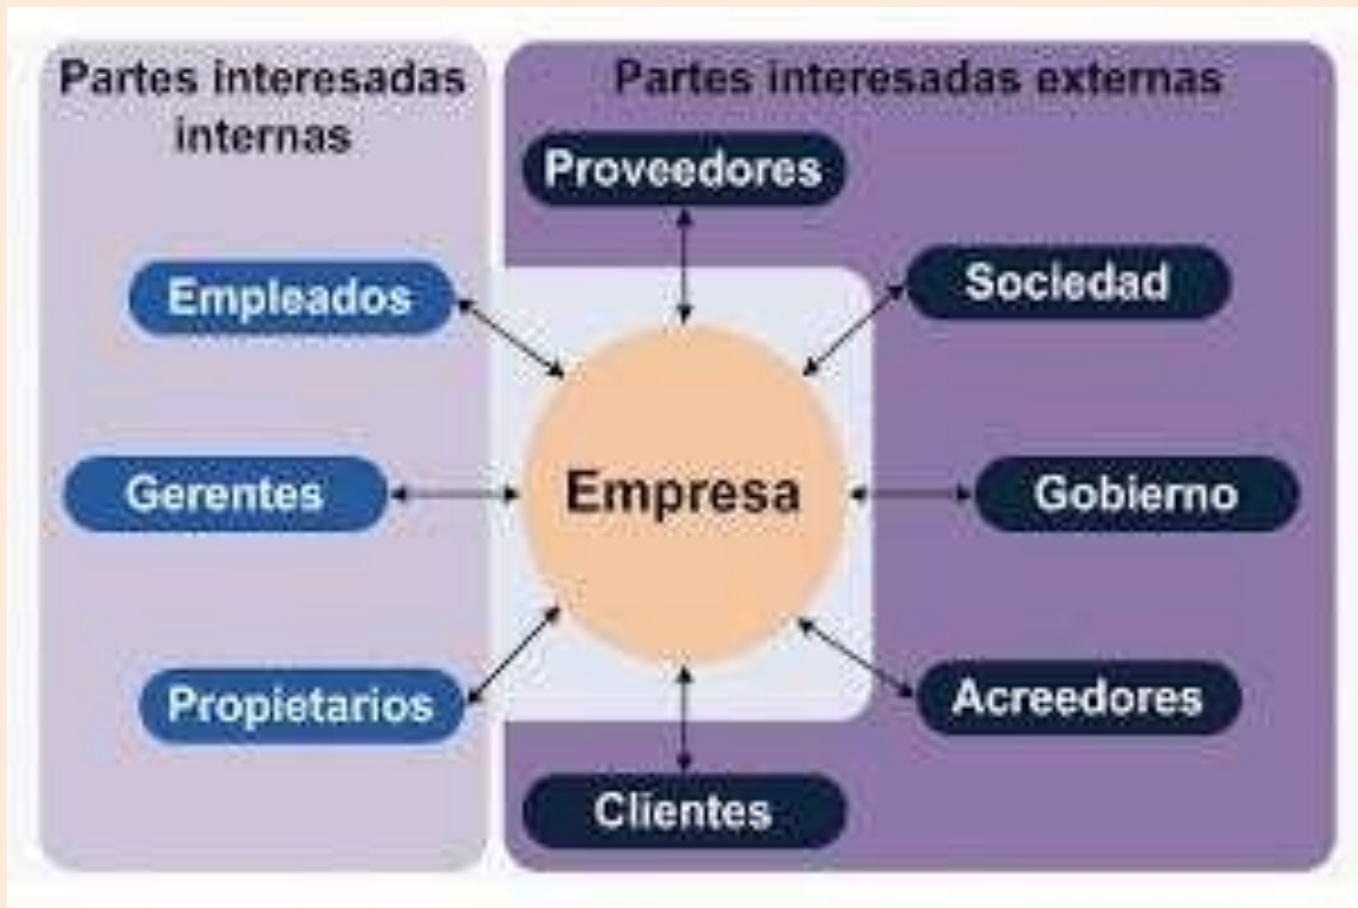 Partes interesadas
internas
Empleados
Gerentes
Propietarios
Partes interesadas externas
Proveedores
Sociedad
Empresa
Gobierno
Acreedores
Clientes